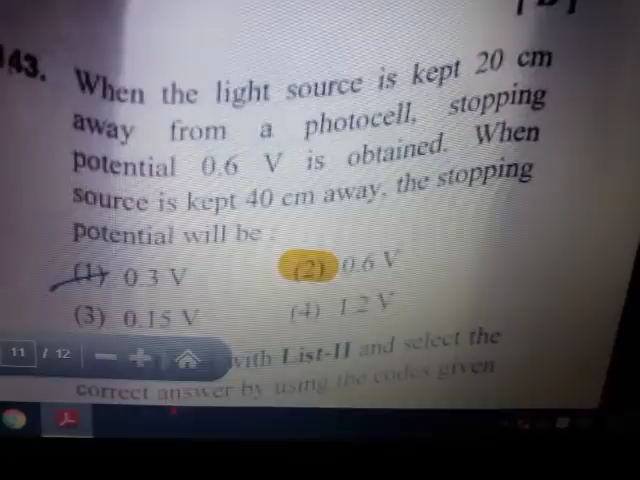 143. When the light source is kept 20 cm
away from a photocell, stopping
potential 0.6 V is obtained. When
source is kept 40 cm away, the stopping
potential will be :
(1) 0.3 V (2) 0.6 V
(3) 0.15 V (4) 1.2 V
11 / 12
with List-II and select the
correct answer by using the codes given